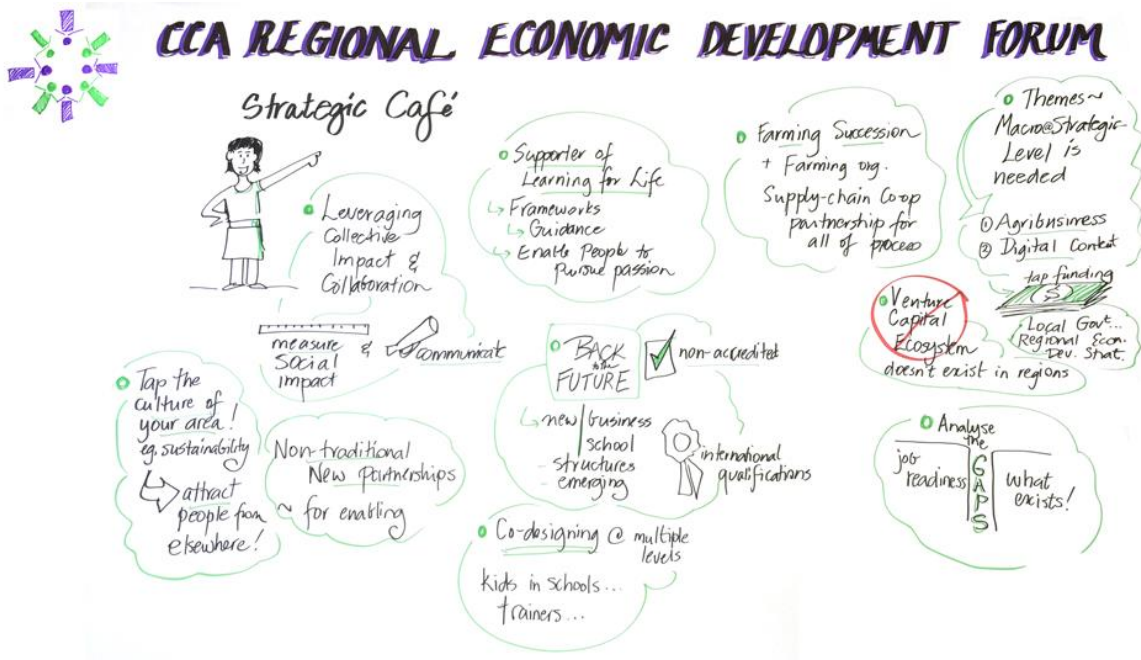 CCA REGIONAL ECONOMIC DEVELOPMENT FORUM
Strategic Café
Leveraging
Collective
Impact &
Collaboration
measure
Social
impact
&
communicate
Tap the
culture of
your area!
eg. sustainability
attract
people from
elsewhere!
Non-traditional
New Partnerships
~ for enabling
Supporter of
Learning for Life
Frameworks
Guidance
Enable People to
Pursue passion
BACK
to the
FUTURE
non-accredited
new/business
school
- structures
emerging
international
qualifications
Co-designing @ multiple
levels
kids in schools...
trainers...
Farming Succession
+ Farming org.
Supply-chain Co-op
partnership for
all of process
Themes~
Macro@Strategic-
Level is
needed
① Agribusiness
② Digital Context
tap funding
$
Local Govt...
Regional Econ.
Dev. Strat.
Venture
Capital
Ecosystem
doesn't exist in regions
Analyse
the
GAPS
job
readiness
what
exists!